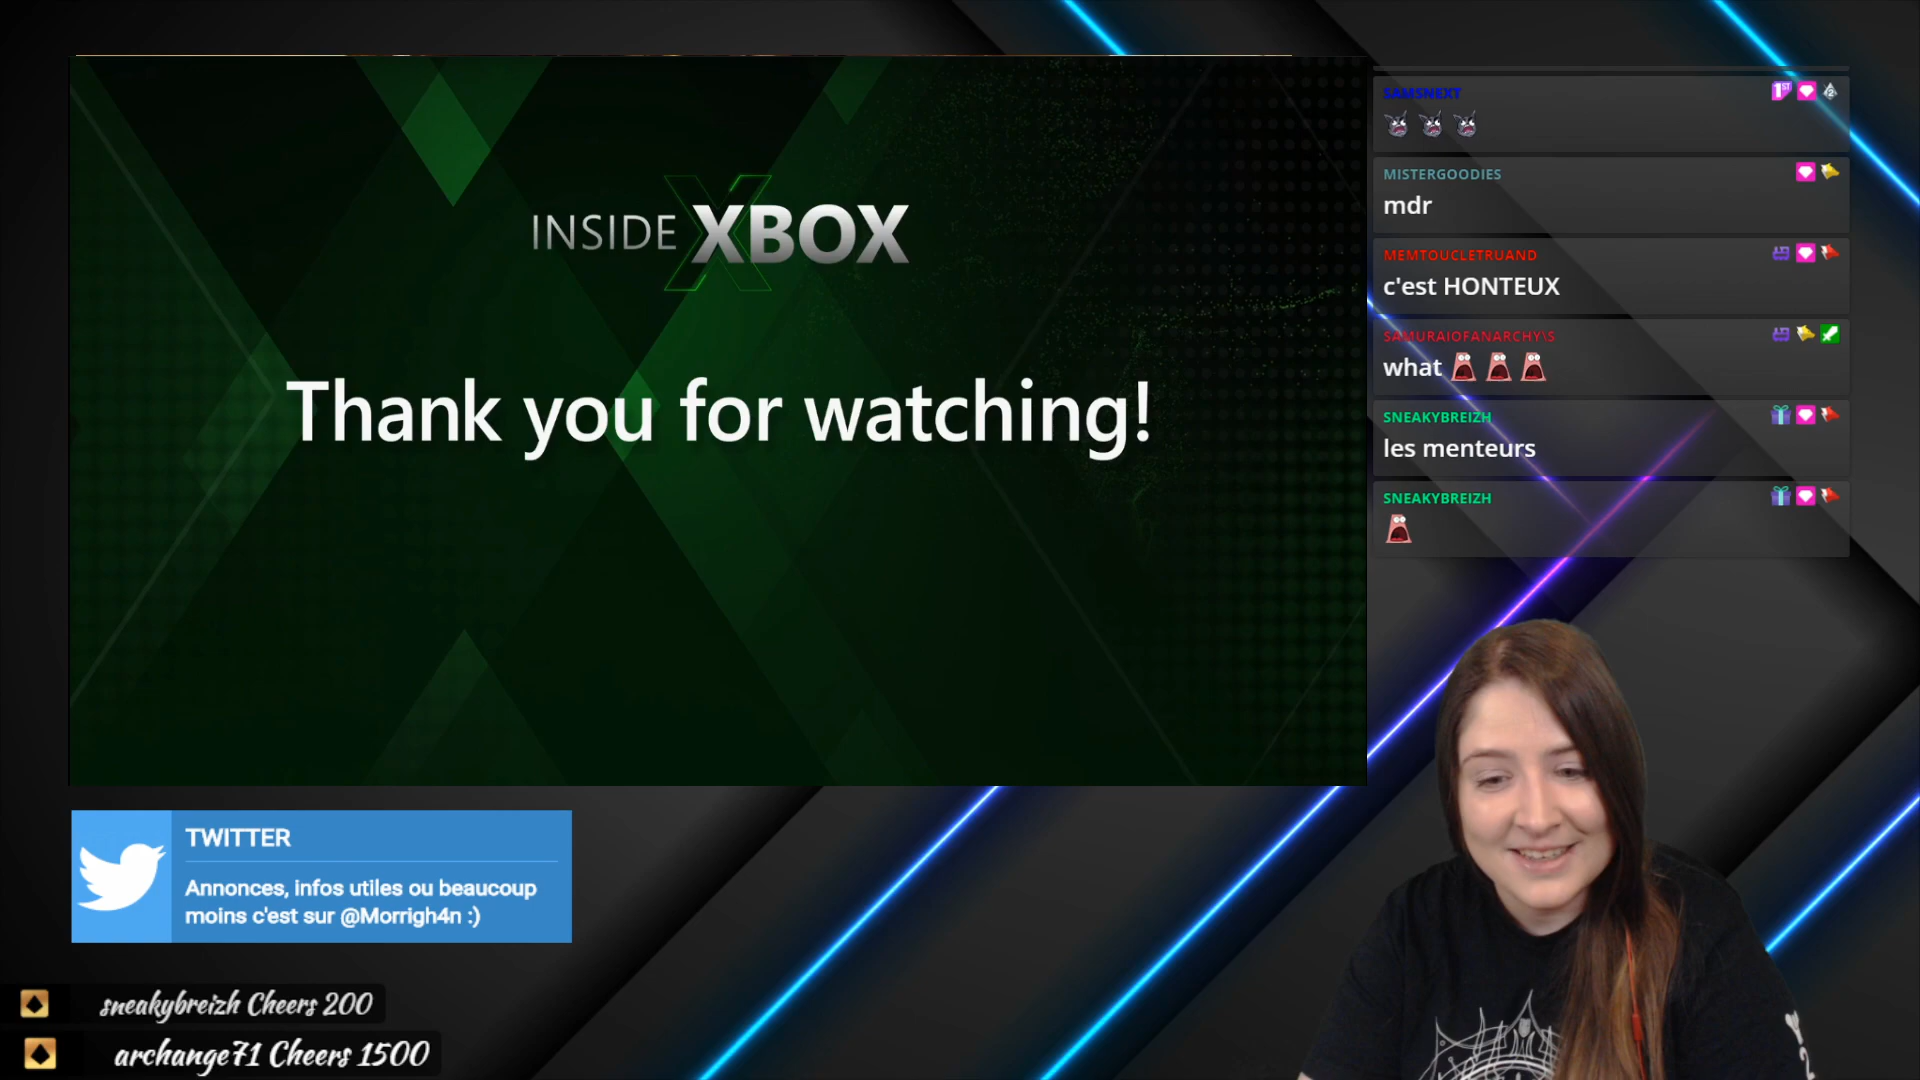 INSIDE XBOX
Thank you for watching!
SAMSNEXT
MISTERGOODIES
mdr
MEMTOUCLETRUAND
c'est HONTEUX
SAMURAIOFANARCHY\S
what
SNEAKYBREIZH
les menteurs
SNEAKYBREIZH
TWITTER
Annonces, infos utiles ou beaucoup
moins c'est sur @Morrigh4n :)
sneakybreizh Cheers 200
archange71 Cheers 1500